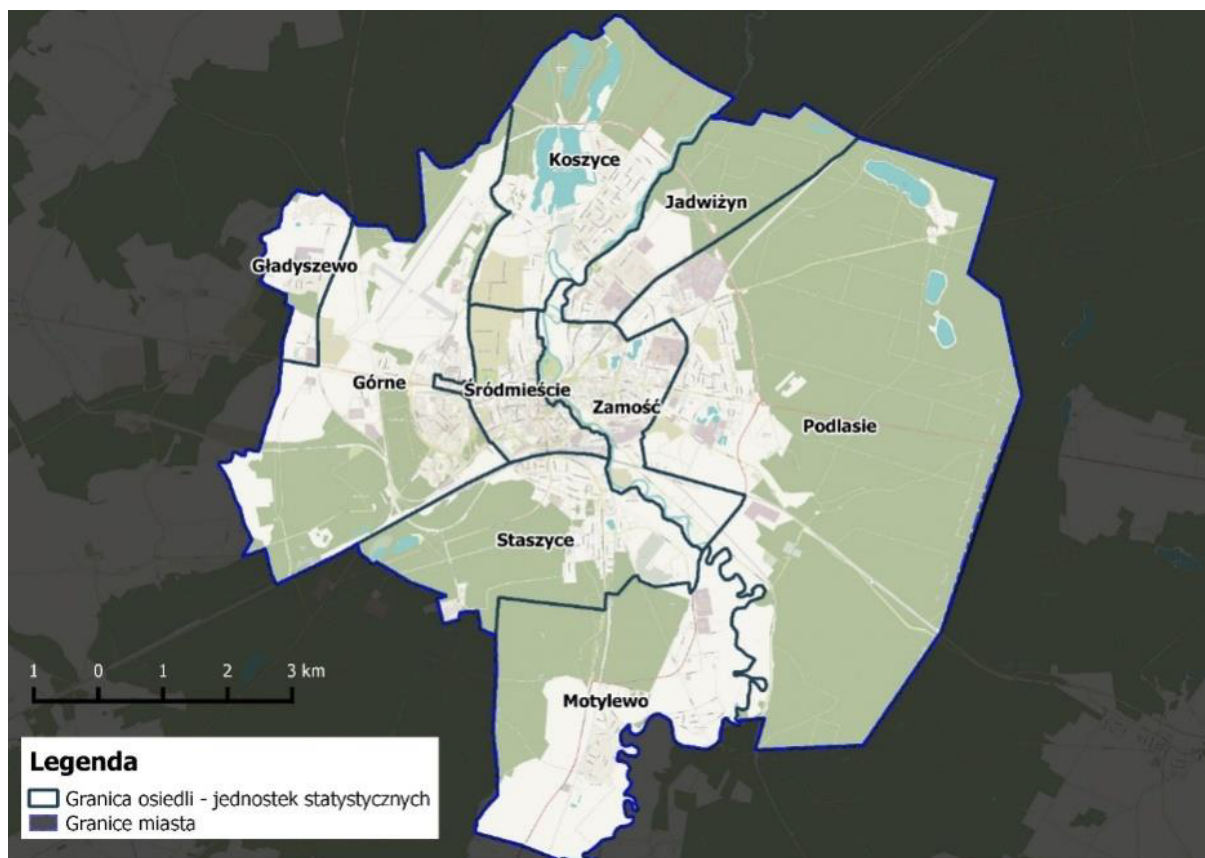 Koszyce
Jadwiżyn
Gładyszewo
Górne
Śródmieście
Zamość
Podlasie
Staszyce
Motylewo
1 0 1 2 3 km
Legenda
Granica osiedli - jednostek statystycznych
Granice miasta